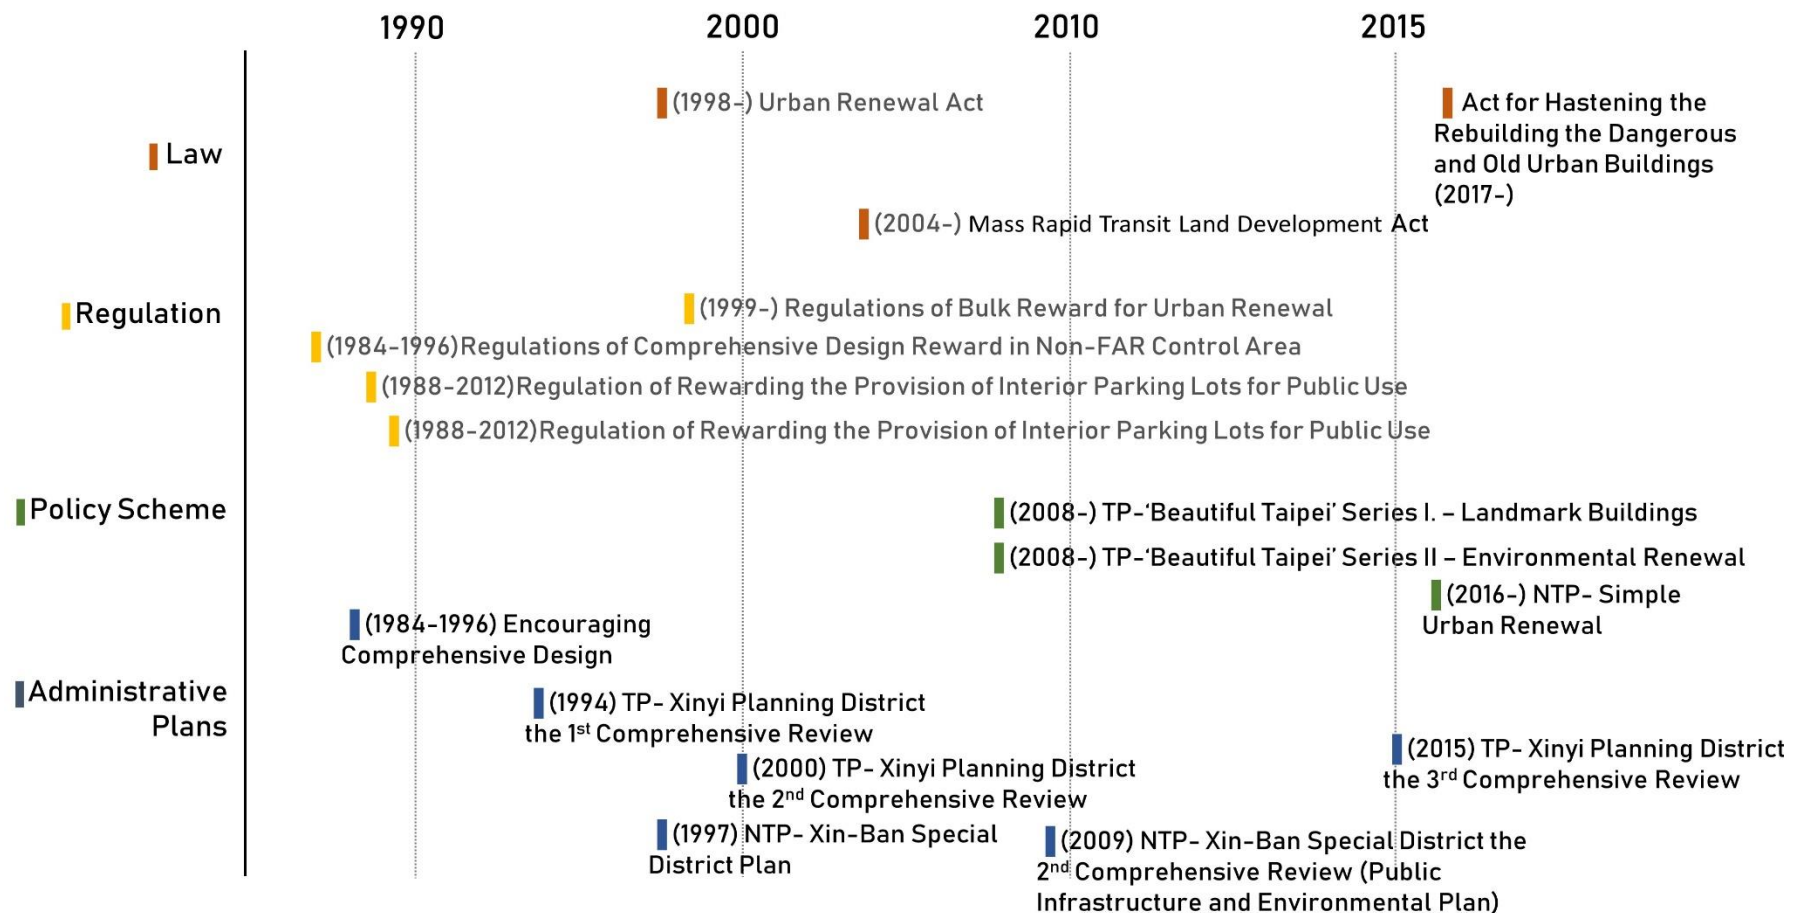 1990 2000 2010 2015
Law
(1998-) Urban Renewal Act
Act for Hastening the
Rebuilding the Dangerous
and Old Urban Buildings
(2017-)
(2004-) Mass Rapid Transit Land Development Act
Regulation
(1999-) Regulations of Bulk Reward for Urban Renewal
(1984-1996)Regulations of Comprehensive Design Reward in Non-FAR Control Area
(1988-2012)Regulation of Rewarding the Provision of Interior Parking Lots for Public Use
(1988-2012)Regulation of Rewarding the Provision of Interior Parking Lots for Public Use
Policy Scheme
(2008-) TP-‘Beautiful Taipei’ Series I. – Landmark Buildings
(2008-) TP-‘Beautiful Taipei’ Series II – Environmental Renewal
(2016-) NTP- Simple
Urban Renewal
Administrative
Plans
(1984-1996) Encouraging
Comprehensive Design
(1994) TP- Xinyi Planning District
the 1st Comprehensive Review
(2000) TP- Xinyi Planning District
the 2nd Comprehensive Review
(2015) TP- Xinyi Planning District
the 3rd Comprehensive Review
(1997) NTP- Xin-Ban Special
District Plan
(2009) NTP- Xin-Ban Special District the
2nd Comprehensive Review (Public
Infrastructure and Environmental Plan)